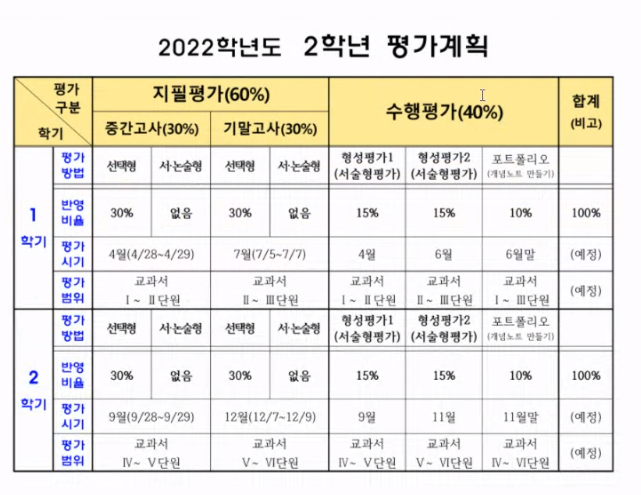 2022학년도 2학년 평가계획
평가
구분
학기
지필평가(60%)
수행평가(40%)
합계
(비고)
중간고사(30%)
기말고사(30%)
1
학기
평가
방법
선택형
서·논술형
선택형
서·논술형
형성평가1
(서술형평가)
형성평가2
(서술형평가)
포트폴리오
(개념노트 만들기)
반영
비율
30%
없음
30%
없음
15%
15%
10%
100%
평가
시기
4월(4/28~4/29)
7월(7/5~7/7)
4월
6월
6월말
(예정)
평가
범위
교과서
Ⅰ~ Ⅱ단원
교과서
Ⅱ~ Ⅲ단원
교과서
Ⅰ~ Ⅱ단원
교과서
Ⅱ~ Ⅲ단원
교과서
Ⅰ~ Ⅲ단원
(예정)
2
학기
평가
방법
선택형
서·논술형
선택형
서·논술형
형성평가1
(서술형평가)
형성평가2
(서술형평가)
포트폴리오
(개념노트 만들기)
반영
비율
30%
없음
30%
없음
15%
15%
10%
100%
평가
시기
9월(9/28~9/29)
12월(12/7~12/9)
9월
11월
11월말
(예정)
평가
범위
교과서
Ⅳ~ Ⅴ단원
교과서
Ⅴ~ Ⅵ단원
교과서
Ⅳ~ Ⅴ단원
교과서
Ⅴ~ Ⅵ단원
교과서
Ⅳ~ Ⅵ단원
(예정)